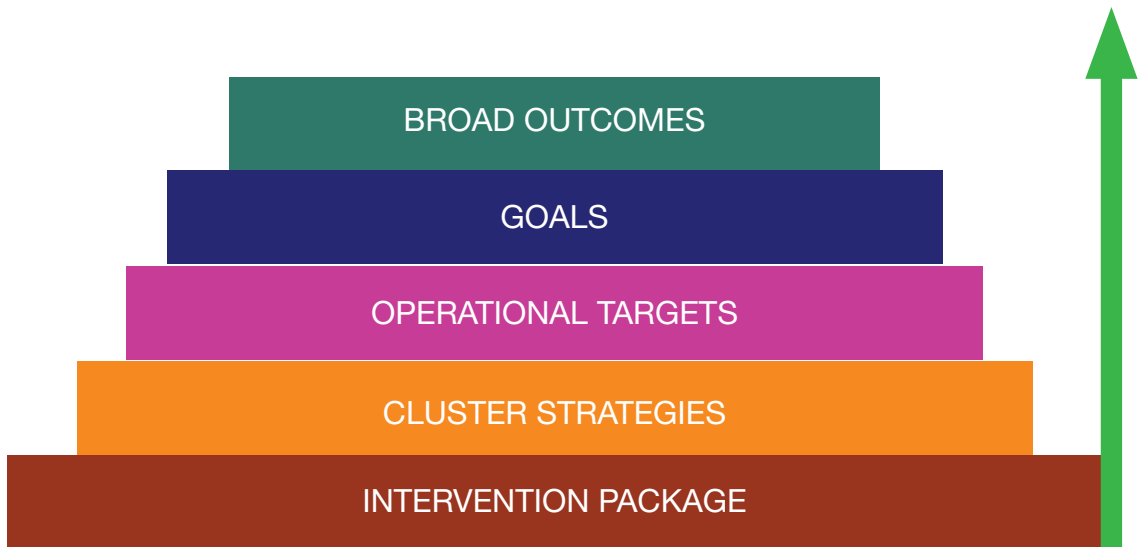 BROAD OUTCOMES
GOALS
OPERATIONAL TARGETS
CLUSTER STRATEGIES
INTERVENTION PACKAGE